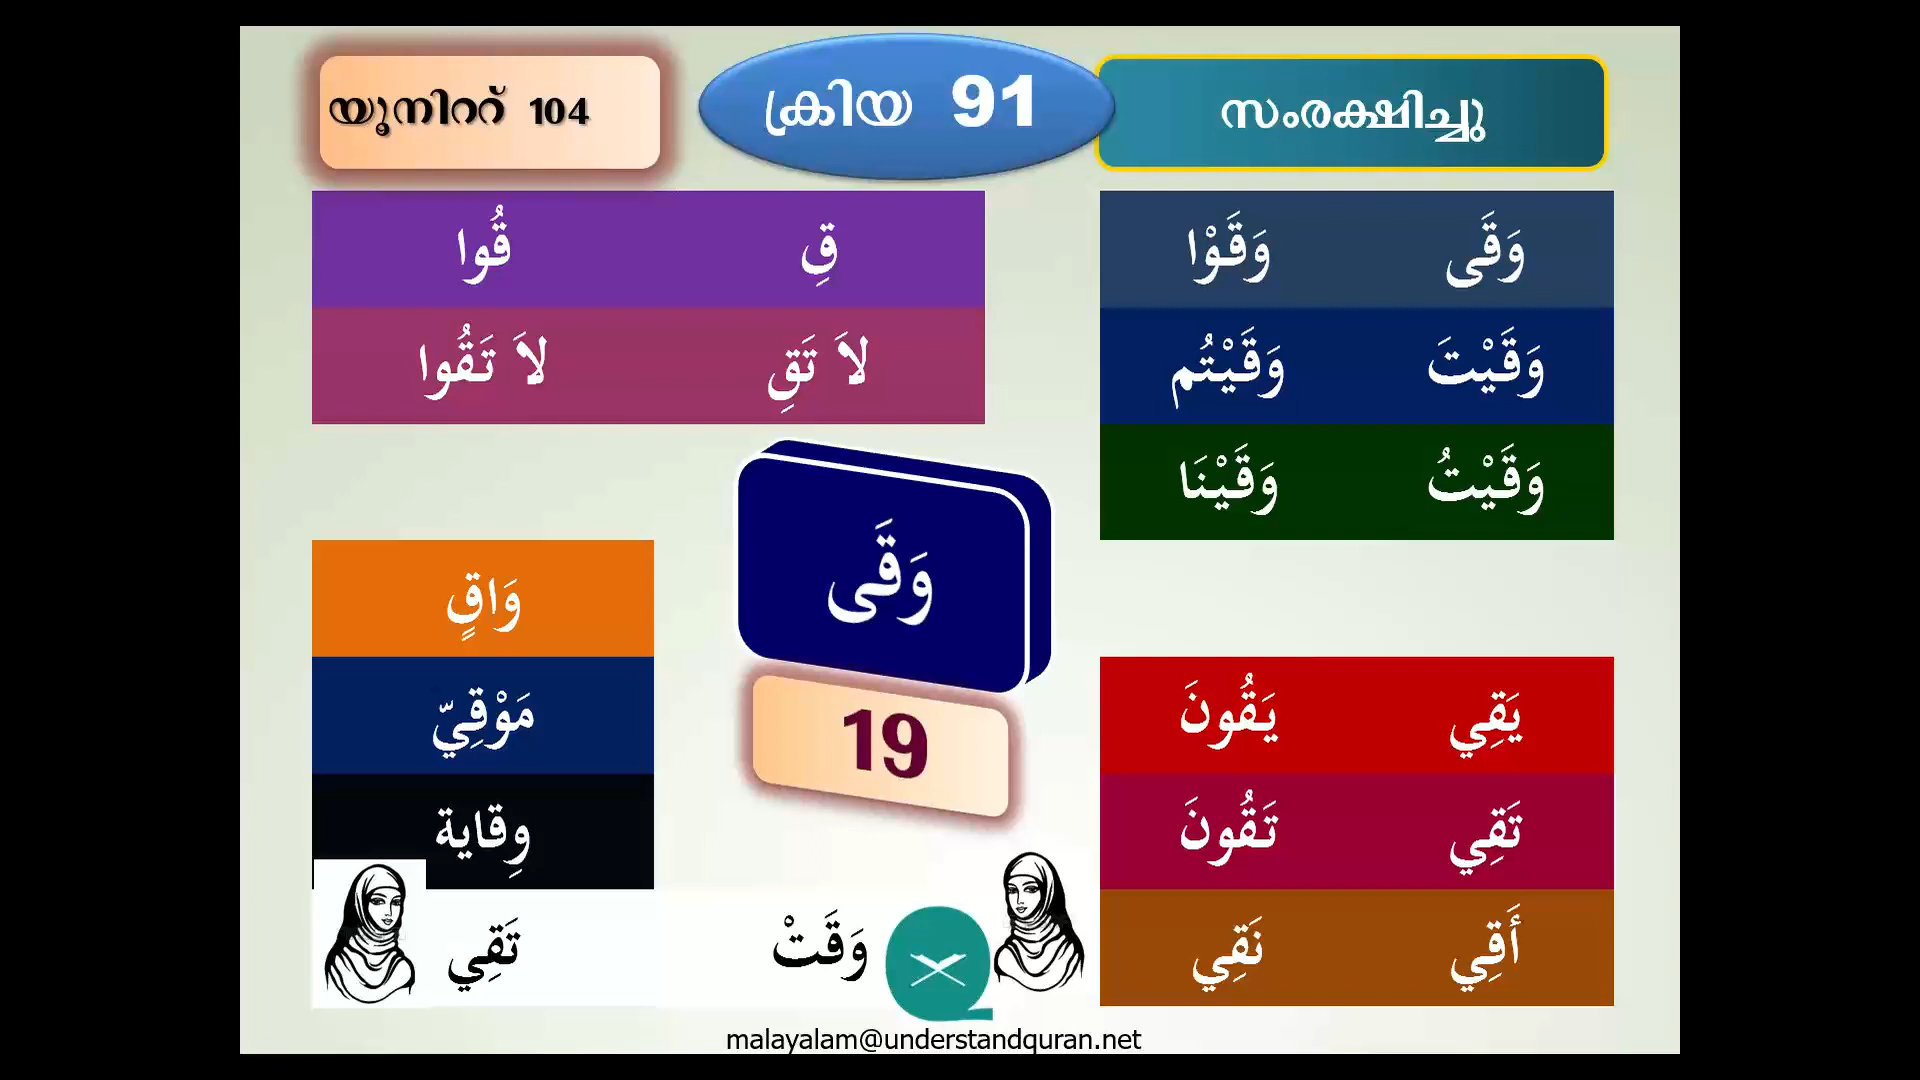 യൂനിററ് 104
ക്രിയ 91
സംരക്ഷിച്ചു
وَقَى وَقَوْا
وَقَيْتَ وَقَيْتُم
وَقَيْتُ وَقَيْنَا
قِ قُوا
لاَ تَقِ لاَ تَقُوا
وَقَى
19
يَقِي يَقُونَ
تَقِي تَقُونَ
أَقِي نَقِي
وَاقٍ
مَوْقِيّ
وِقاية
وَقَتْ تَقِي
malayalam@understandquran.net